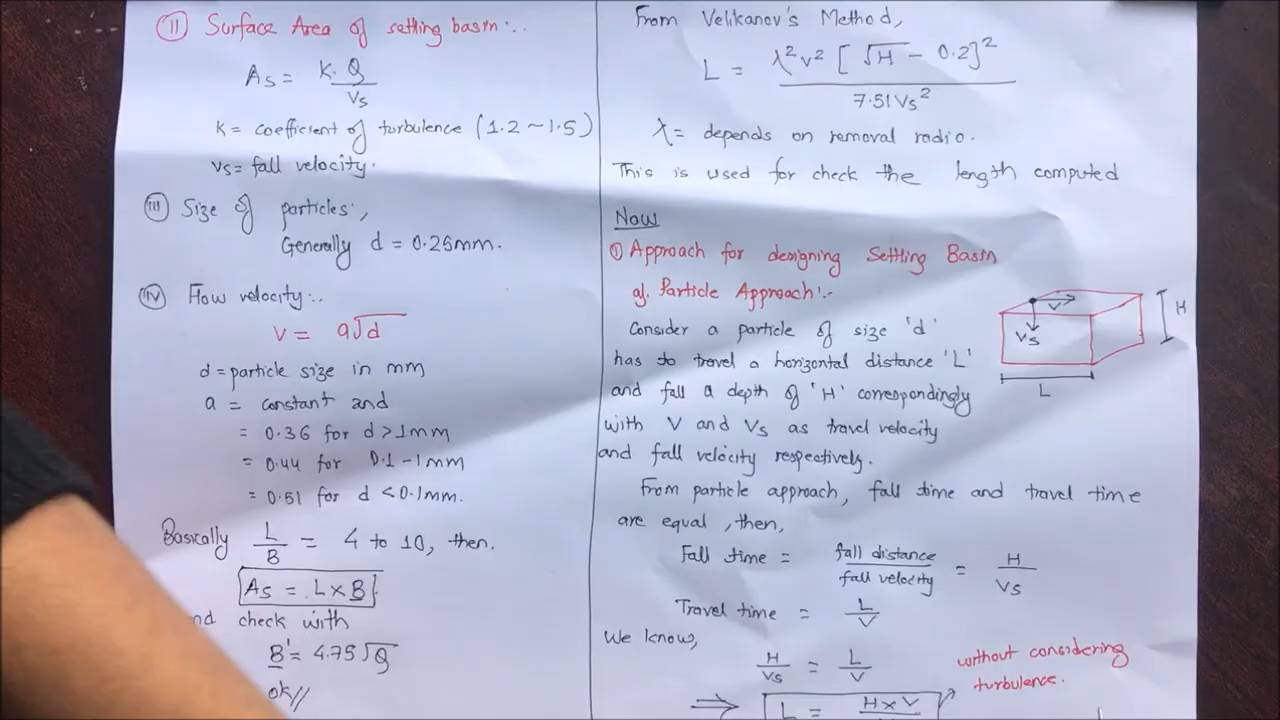 (II) Surface Area of settling basin:..
As = K. Q / Vs
K = coefficient of turbulence (1.2 ~ 1.5)
Vs = fall velocity.
(III) Size of particles,
Generally d = 0.26mm.
(IV) Flow velocity:..
V = a√d
d = particle size in mm
a = constant and
= 0.36 for d > 1mm
= 0.44 for 0.1 - 1mm
= 0.51 for d < 0.1mm.
Basically L/B = 4 to 10, then,
As = L x B
check with
B' = 4.75√Q
ok//
From Velikanov's Method,
L = λ²v² [√H - 0.2]² / 7.51 Vs²
λ = depends on removal radio.
This is used for check the length computed
Now
① Approach for designing Settling Basin
a). Particle Approach:-
Consider a particle of size 'd'
has to travel a horizontal distance 'L'
and fall a depth of 'H' correspondingly
with V and Vs as travel velocity
and fall velocity respectively.
V
Vs
H
L
From particle approach, fall time and travel time
are equal, then,
Fall time = fall distance / fall velocity = H / Vs
Travel time = L / V
We know,
H / Vs = L / V
without considering
turbulence.
⇒ L = H x V